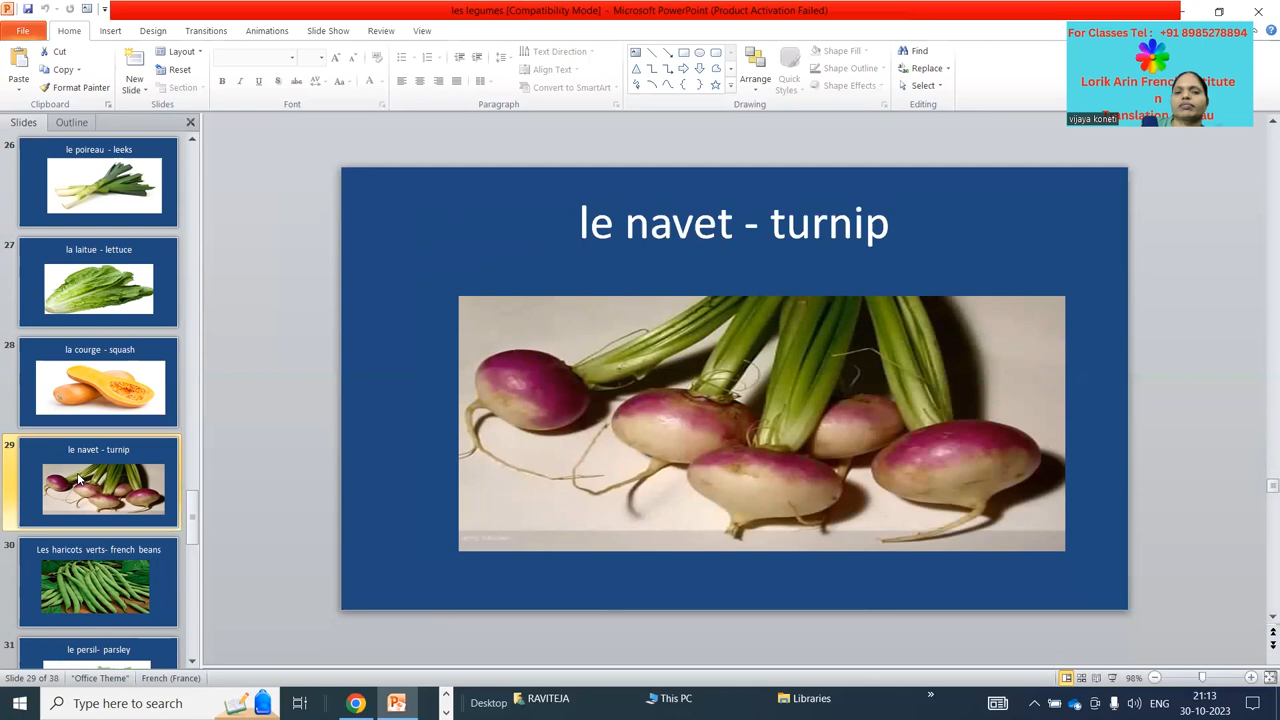 les legumes [Compatibility Mode] - Microsoft PowerPoint (Product Activation Failed)
File Home Insert Design Transitions Animations Slide Show Review View
For Classes Tel : +91 8985278894
Lorik Arin French Institute
n
Translation
vijaya koneti
Paste
Cut
Copy
Format Painter
Clipboard
New Slide
Layout
Reset
Section
Slides
Font
Text Direction
Align Text
Convert to SmartArt
Paragraph
Arrange
Quick Styles
Shape Fill
Shape Outline
Shape Effects
Drawing
Find
Replace
Select
Editing
Slides Outline
26
le poireau - leeks
27
la laitue - lettuce
28
la courge - squash
29
le navet - turnip
30
Les haricots verts- french beans
31
le persil- parsley
le navet - turnip
Slide 29 of 38 "Office Theme" French (France) 98%
Type here to search
Desktop
RAVITEJA
This PC
Libraries
ENG
21:13
30-10-2023